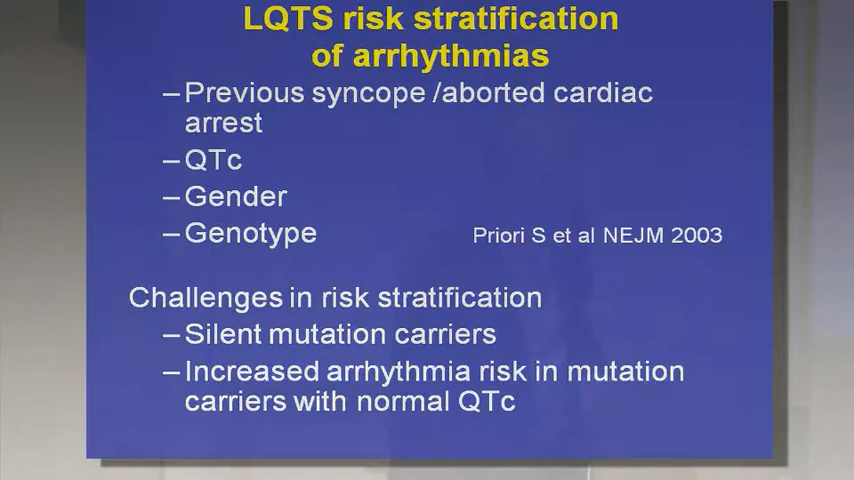 LQTS risk stratification
of arrhythmias
–Previous syncope /aborted cardiac
arrest
–QTc
–Gender
–Genotype Priori S et al NEJM 2003
Challenges in risk stratification
–Silent mutation carriers
–Increased arrhythmia risk in mutation
carriers with normal QTc